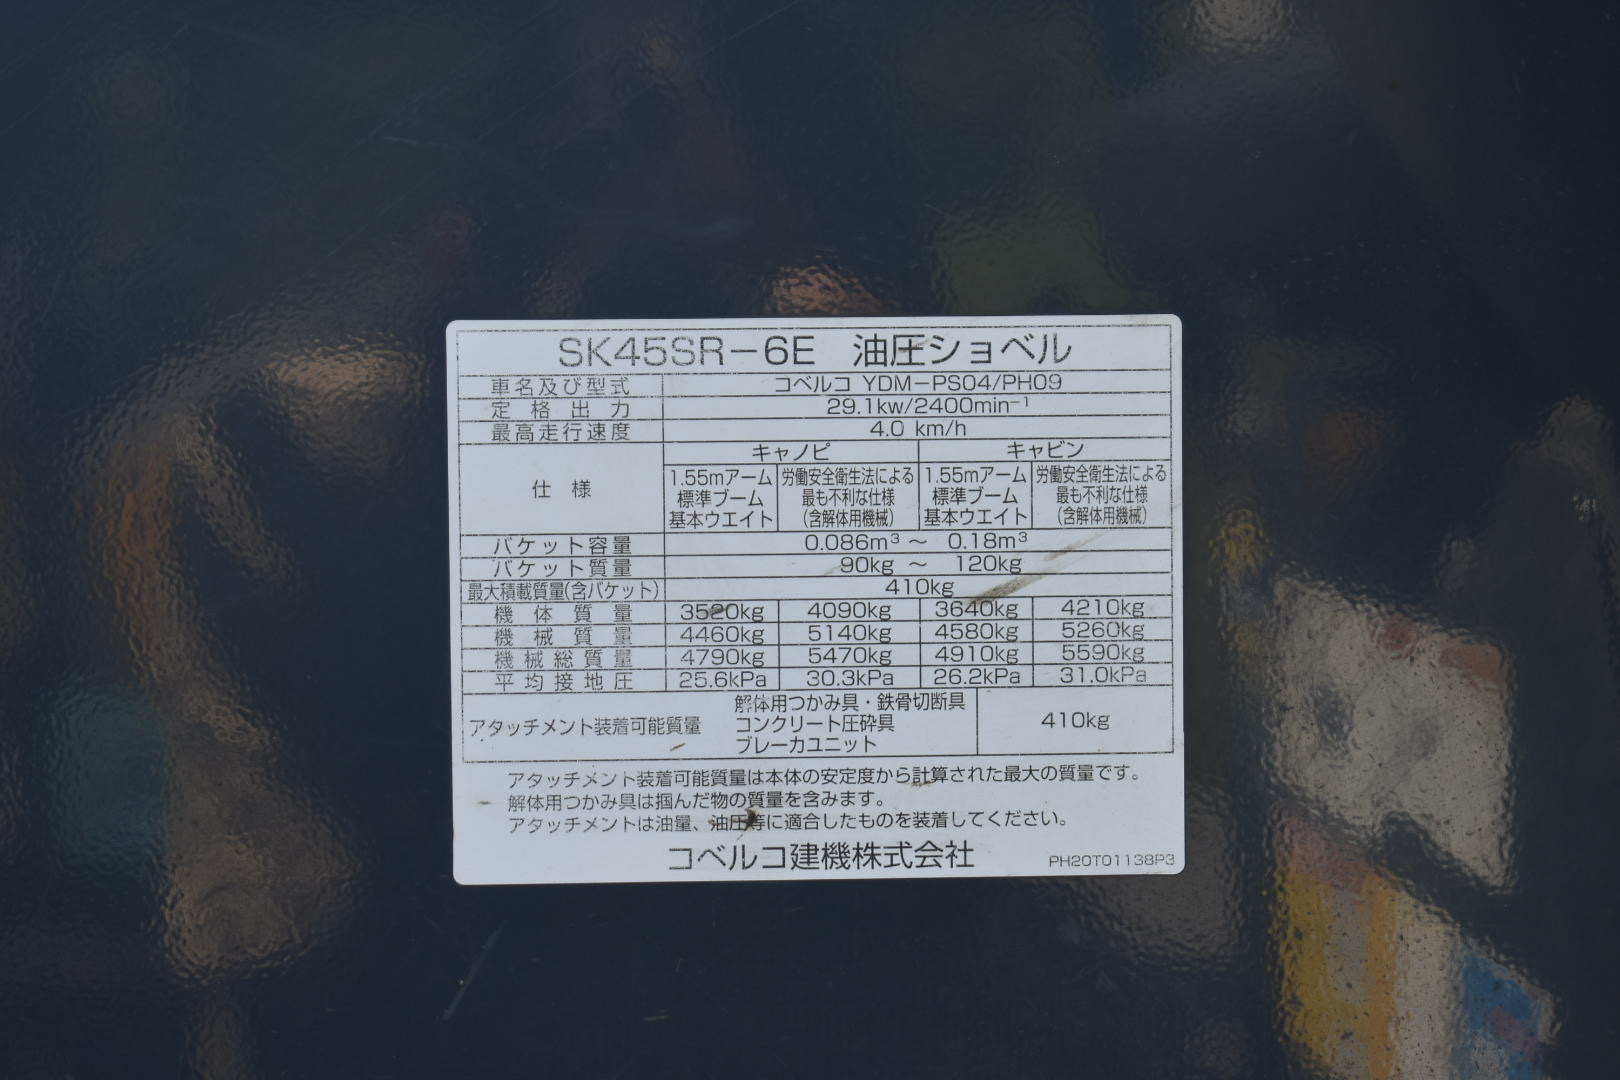 SK45SR-6E 油圧ショベル
車名及び型式 コベルコ YDM-PS04/PH09
定格出力 29.1kw/2400min⁻¹
最高走行速度 4.0 km/h
仕様 キャノピ キャビン
1.55mアーム 労働安全衛生法による 1.55mアーム 労働安全衛生法による
標準ブーム 最も不利な仕様 標準ブーム 最も不利な仕様
基本ウエイト (含解体用機械) 基本ウエイト (含解体用機械)
バケット容量 0.086m³ ～ 0.18m³
バケット質量 90kg ～ 120kg
最大積載質量(含バケット) 410kg
機体質量 3520kg 4090kg 3640kg 4210kg
機械質量 4460kg 5140kg 4580kg 5260kg
機械総質量 4790kg 5470kg 4910kg 5590kg
平均接地圧 25.6kPa 30.3kPa 26.2kPa 31.0kPa
アタッチメント装着可能質量 解体用つかみ具・鉄骨切断具 410kg
コンクリート圧砕具
ブレーカユニット
アタッチメント装着可能質量は本体の安定度から計算された最大の質量です。
解体用つかみ具は掴んだ物の質量を含みます。
アタッチメントは油量、油圧等に適合したものを装着してください。
コベルコ建機株式会社 PH20T01138P3